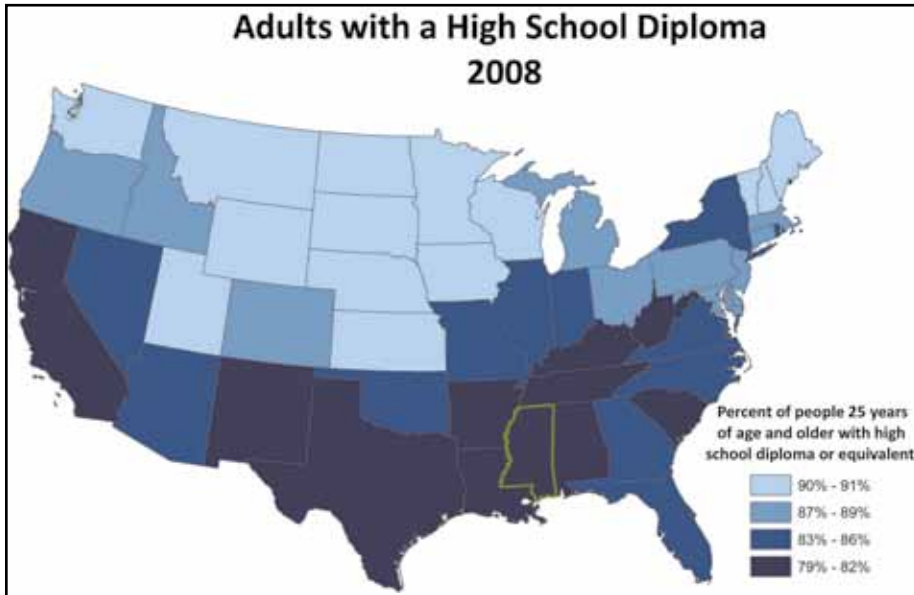 Adults with a High School Diploma
2008
Percent of people 25 years
of age and older with high
school diploma or equivalent
90% - 91%
87% - 89%
83% - 86%
79% - 82%